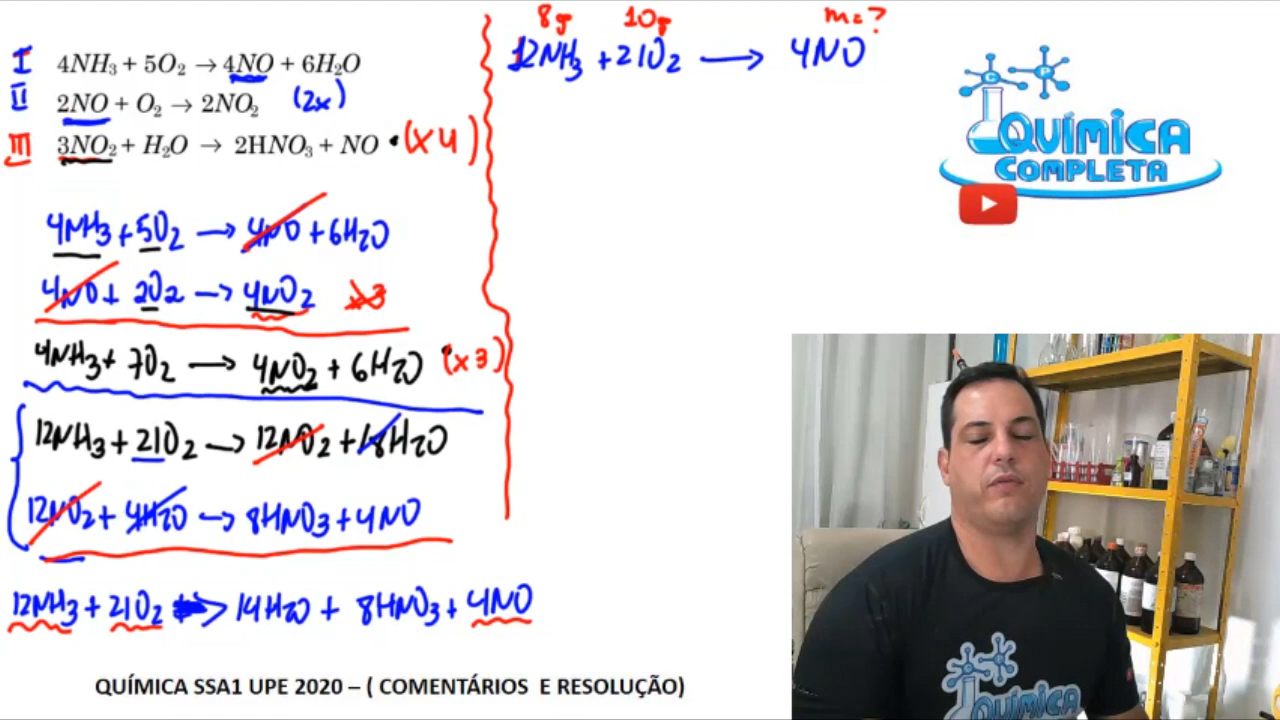 I 4NH₃ + 5O₂ → 4NO + 6H₂O
II 2NO + O₂ → 2NO₂ (2x)
III 3NO₂ + H₂O → 2HNO₃ + NO (x4)
4NH₃ + 5O₂ → 4NO + 6H₂O
4NO + 2O₂ → 4NO₂ x3
4NH₃ + 7O₂ → 4NO₂ + 6H₂O (x3)
12NH₃ + 21O₂ → 12NO₂ + 18H₂O
12NO₂ + 4H₂O → 8HNO₃ + 4NO
12NH₃ + 21O₂ → 14H₂O + 8HNO₃ + 4NO
QUÍMICA SSA1 UPE 2020 – ( COMENTÁRIOS E RESOLUÇÃO)
8g 10g m=?
12NH₃ + 21O₂ → 4NO
C P
QUÍMICA
COMPLETA
QUÍMICA